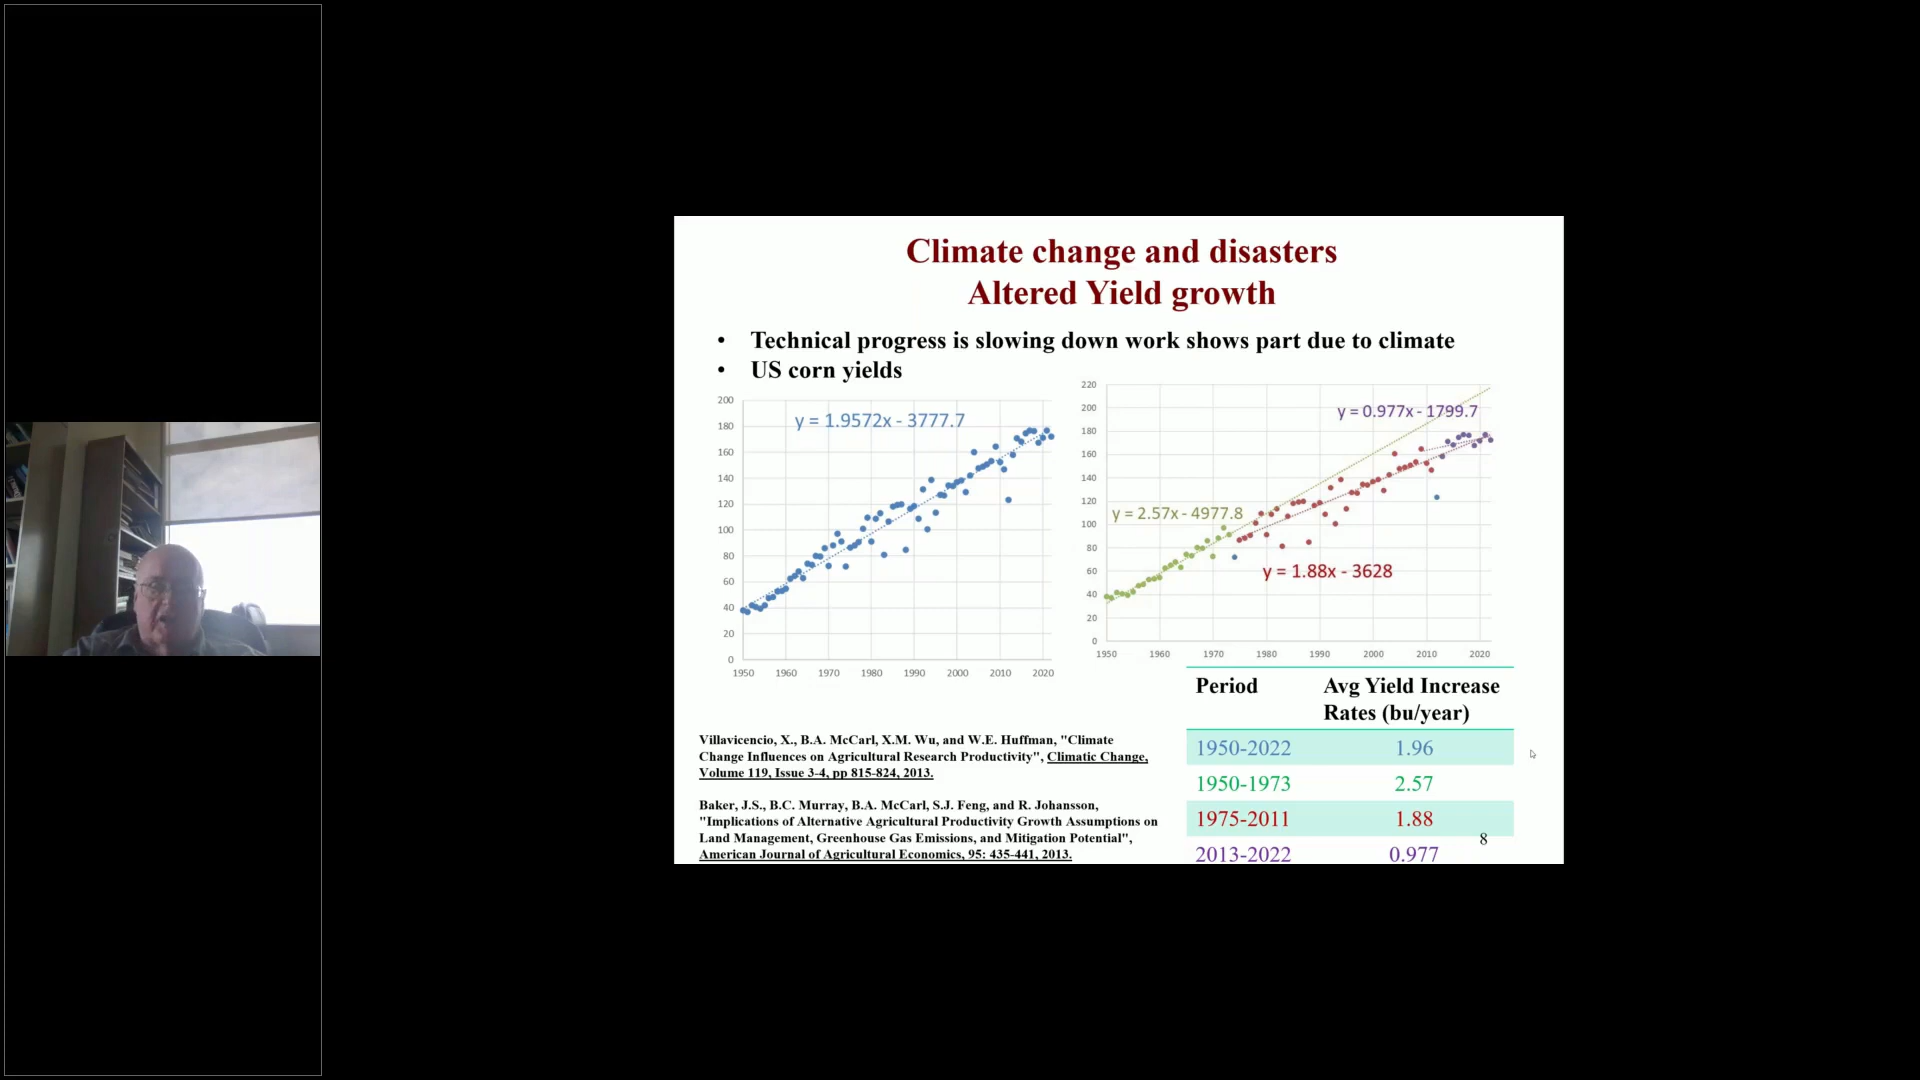 Climate change and disasters
Altered Yield growth
• Technical progress is slowing down work shows part due to climate
• US corn yields
y = 1.9572x - 3777.7
200
180
160
140
120
100
80
60
40
20
0
1950 1960 1970 1980 1990 2000 2010 2020
y = 0.977x - 1799.7
y = 2.57x - 4977.8
y = 1.88x - 3628
220
200
180
160
140
120
100
80
60
40
20
0
1950 1960 1970 1980 1990 2000 2010 2020
Villavicencio, X., B.A. McCarl, X.M. Wu, and W.E. Huffman, "Climate
Change Influences on Agricultural Research Productivity", Climatic Change,
Volume 119, Issue 3-4, pp 815-824, 2013.
Baker, J.S., B.C. Murray, B.A. McCarl, S.J. Feng, and R. Johansson,
"Implications of Alternative Agricultural Productivity Growth Assumptions on
Land Management, Greenhouse Gas Emissions, and Mitigation Potential",
American Journal of Agricultural Economics, 95: 435-441, 2013.
Period Avg Yield Increase
Rates (bu/year)
1950-2022 1.96
1950-1973 2.57
1975-2011 1.88
8
2013-2022 0.977